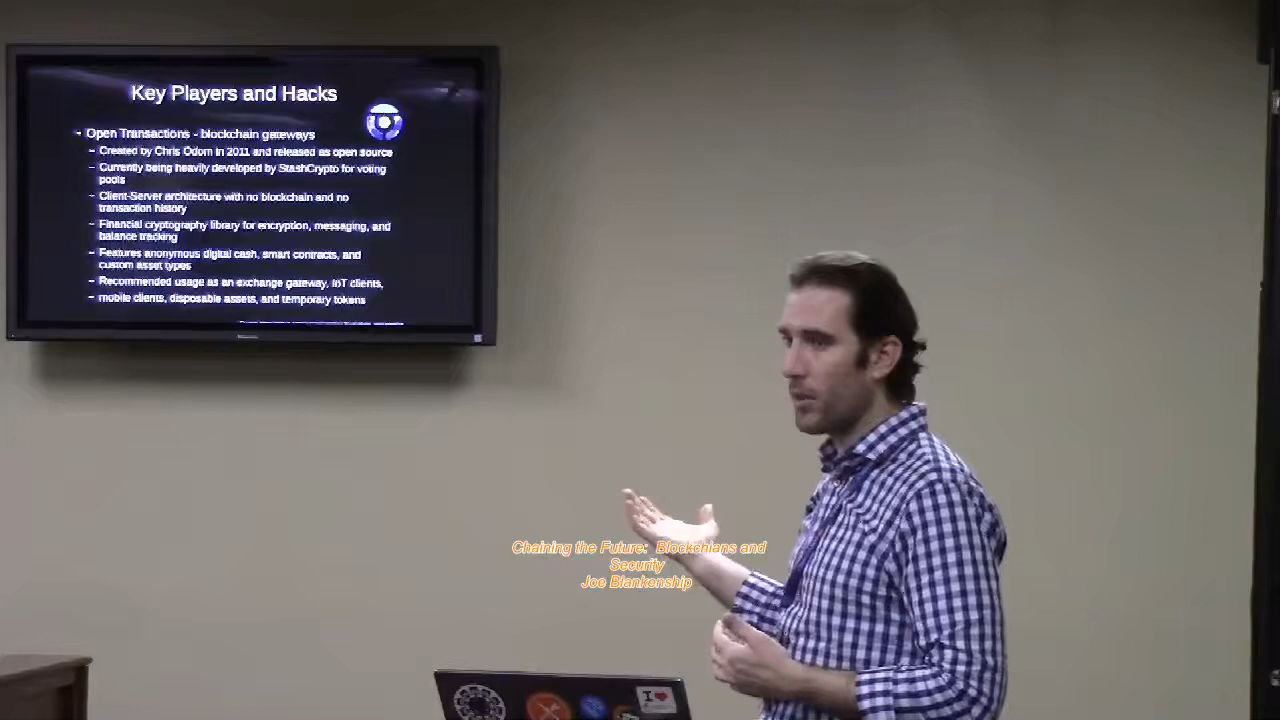 Key Players and Hacks
- Open Transactions - blockchain gateways
- Created by Chris Odom in 2011 and released as open source
- Currently being heavily developed by StashCrypto for voting
pools
- Client-Server architecture with no blockchain and no
transaction history
- Financial cryptography library for encryption, messaging, and
balance tracking
- Features anonymous digital cash, smart contracts, and
custom asset types
- Recommended usage as an exchange gateway, IoT clients,
- mobile clients, disposable assets, and temporary tokens
Chaining the Future: Blockchians and
Security
Joe Blankenship
I